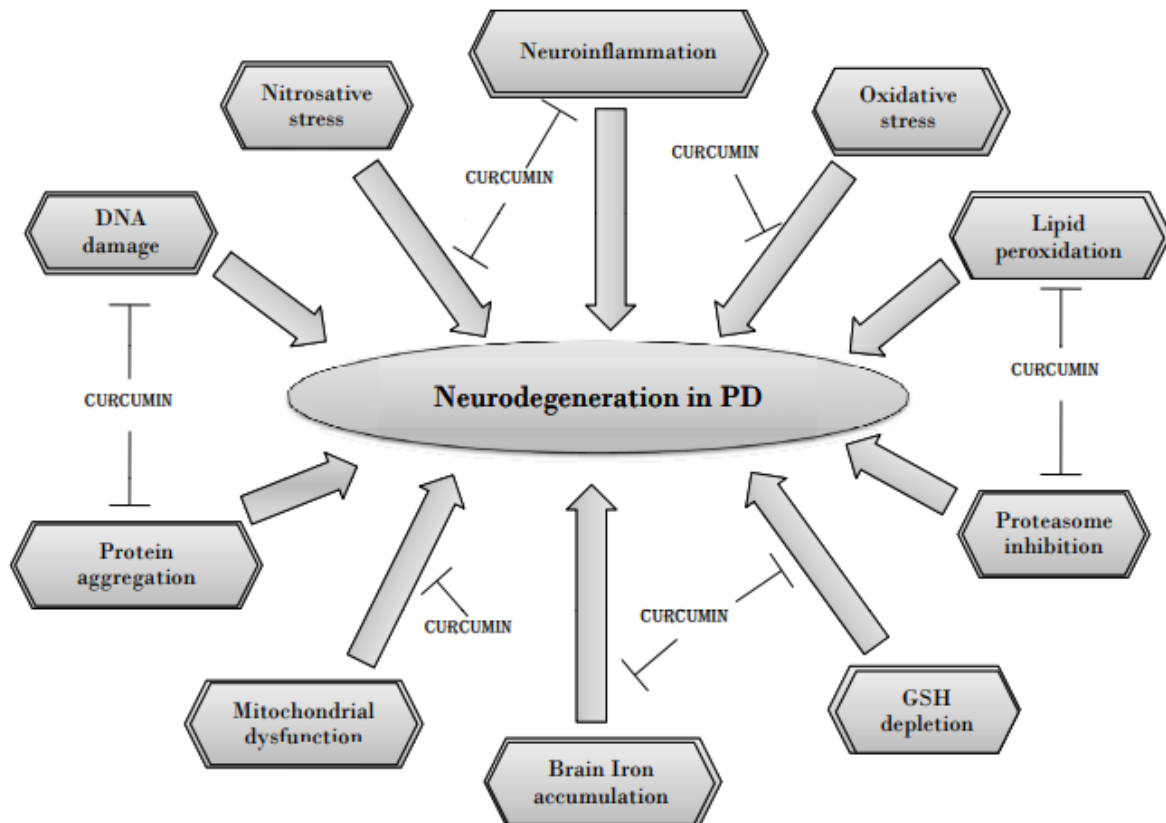 Neuroinflammation
Nitrosative
stress
Oxidative
stress
CURCUMIN
CURCUMIN
DNA
damage
Lipid
peroxidation
CURCUMIN
CURCUMIN
Neurodegeneration in PD
Protein
aggregation
Proteasome
inhibition
CURCUMIN
CURCUMIN
Mitochondrial
dysfunction
GSH
depletion
Brain Iron
accumulation